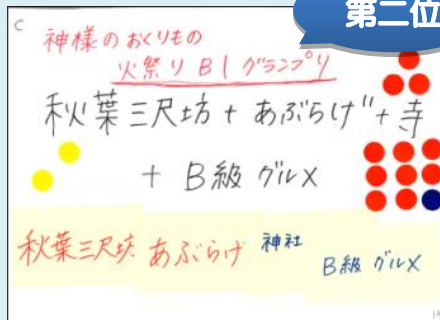 第二位
C
神様のおくりもの
火祭りB1グランプリ
秋葉三尺坊+あぶらげ+寺
+ B級グルメ
秋葉三尺坊 あぶらげ 神社 B級グルメ